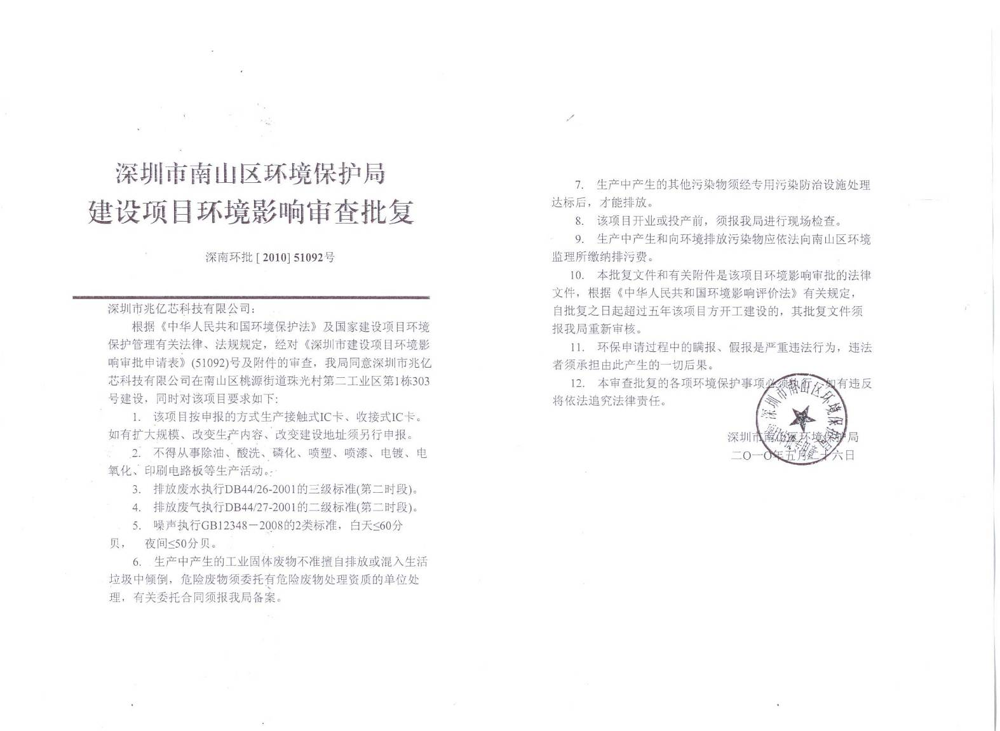 深圳市南山区环境保护局
建设项目环境影响审查批复
深南环批 [ 2010] 51092号
深圳市兆亿芯科技有限公司:
根据《中华人民共和国环境保护法》及国家建设项目环境
保护管理有关法律、法规规定，经对《深圳市建设项目环境影
响审批申请表》(51092)号及附件的审查，我局同意深圳市兆亿
芯科技有限公司在南山区桃源街道珠光村第二工业区第1栋303
号建设，同时对该项目要求如下:
1. 该项目按申报的方式生产接触式IC卡、收接式IC卡。
如有扩大规模、改变生产内容、改变建设地址须另行申报。
2. 不得从事除油、酸洗、磷化、喷塑、喷漆、电镀、电
氧化、印刷电路板等生产活动。
3. 排放废水执行DB44/26-2001的三级标准(第二时段)。
4. 排放废气执行DB44/27-2001的二级标准(第二时段)。
5. 噪声执行GB12348－2008的2类标准，白天≤60分
贝， 夜间≤50分贝。
6. 生产中产生的工业固体废物不准擅自排放或混入生活
垃圾中倾倒，危险废物须委托有危险废物处理资质的单位处
理，有关委托合同须报我局备案。
7. 生产中产生的其他污染物须经专用污染防治设施处理
达标后，才能排放。
8. 该项目开业或投产前，须报我局进行现场检查。
9. 生产中产生和向环境排放污染物应依法向南山区环境
监理所缴纳排污费。
10. 本批复文件和有关附件是该项目环境影响审批的法律
文件，根据《中华人民共和国环境影响评价法》有关规定，
自批复之日起超过五年该项目方开工建设的，其批复文件须
报我局重新审核。
11. 环保申请过程中的瞒报、假报是严重违法行为，违法
者须承担由此产生的一切后果。
12. 本审查批复的各项环境保护事项必须执行，如有违反
将依法追究法律责任。
深圳市南山区环境保护局
深圳市南山区环境保护局
二O一O年五月二十六日